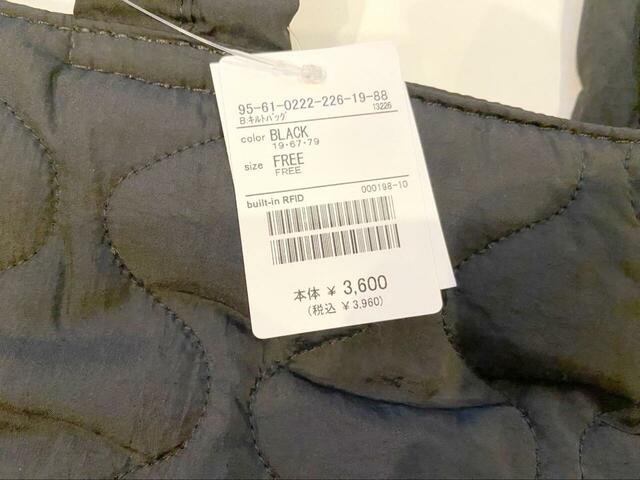 95-61-0222-226-19-88
B:キルトバッグ 13226
color BLACK
19・67・79
size FREE
FREE
built-in RFID 000198-10
本体 ¥ 3,600
(税込 ¥3,960)